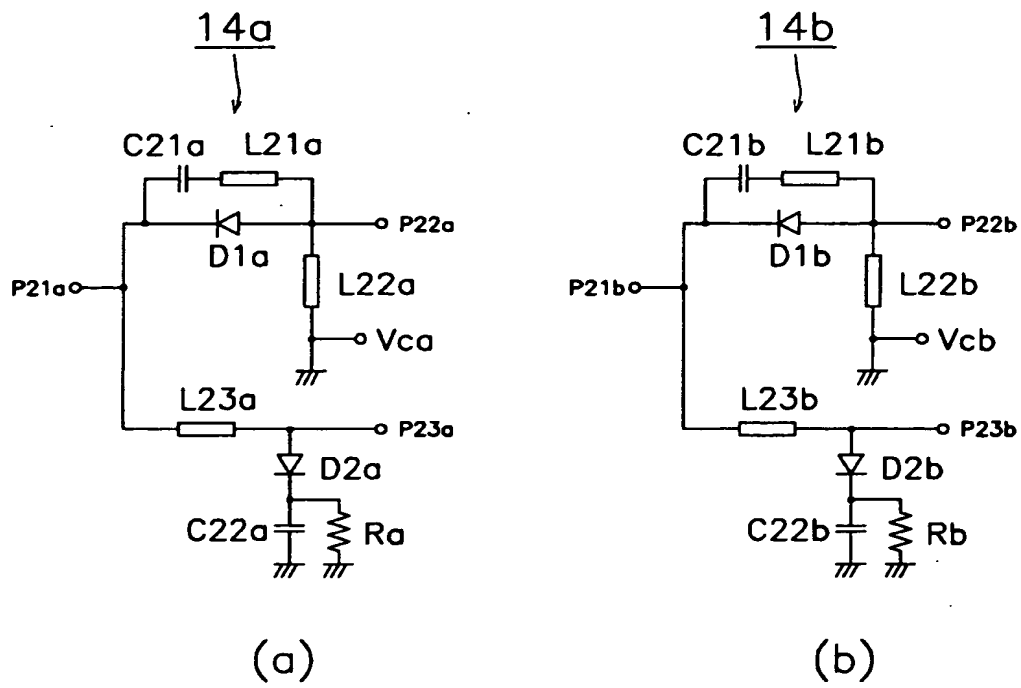 14a
14b
C21a L21a
C21b L21b
P22a
P22b
D1a
D1b
P21a
L22a
P21b
L22b
Vca
Vcb
L23a
L23b
P23a
P23b
D2a
D2b
C22a Ra
C22b Rb
(a)
(b)